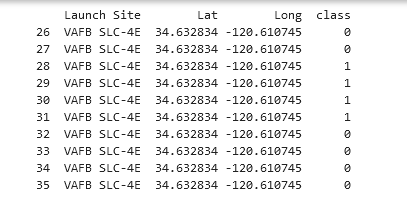 Launch Site Lat Long class
26 VAFB SLC-4E 34.632834 -120.610745 0
27 VAFB SLC-4E 34.632834 -120.610745 0
28 VAFB SLC-4E 34.632834 -120.610745 1
29 VAFB SLC-4E 34.632834 -120.610745 1
30 VAFB SLC-4E 34.632834 -120.610745 1
31 VAFB SLC-4E 34.632834 -120.610745 1
32 VAFB SLC-4E 34.632834 -120.610745 0
33 VAFB SLC-4E 34.632834 -120.610745 0
34 VAFB SLC-4E 34.632834 -120.610745 0
35 VAFB SLC-4E 34.632834 -120.610745 0